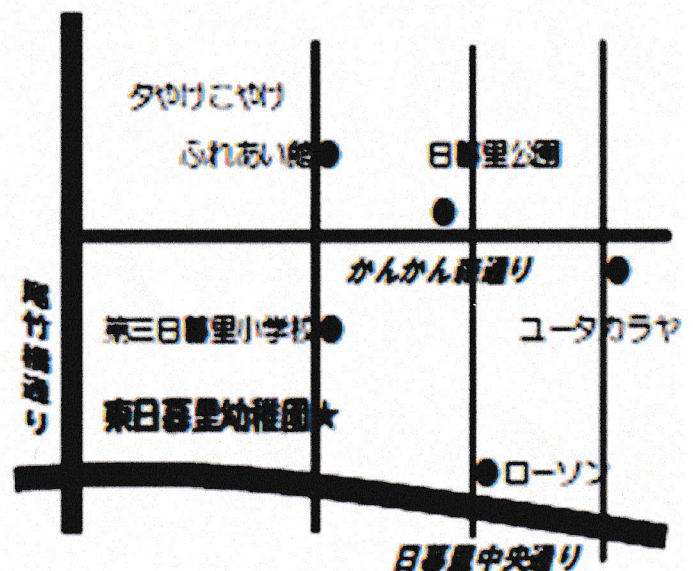 夕やけこやけ
ふれあい館
日暮里公園
かんかん森通り
尾竹橋通り
第三日暮里小学校
ユータカラヤ
東日暮里幼稚園★
ローソン
日暮里中央通り